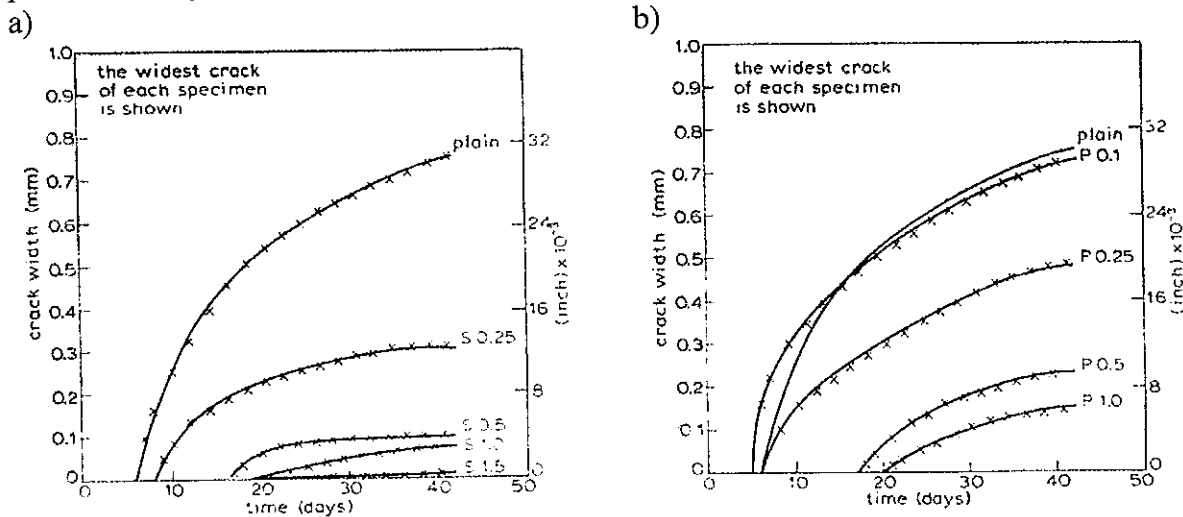 a)
1.0
0.9
0.8
0.7
0.6
0.5
0.4
0.3
0.2
0.1
0
crack width (mm)
the widest crack
of each specimen
is shown
plain
S 0.25
S 0.5
S 1.0
S 1.5
32
24
16
8
0
(inch) x 10⁻³
0 10 20 30 40 50
time (days)
b)
1.0
0.9
0.8
0.7
0.6
0.5
0.4
0.3
0.2
0.1
0
crack width (mm)
the widest crack
of each specimen
is shown
plain
P 0.1
P 0.25
P 0.5
P 1.0
32
24
16
8
0
(inch) x 10⁻³
0 10 20 30 40 50
time (days)